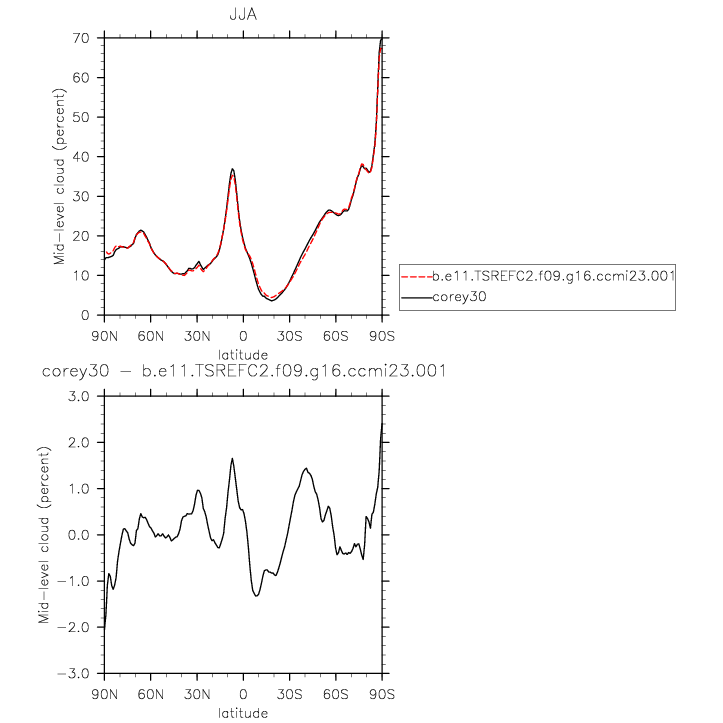 JJA
Mid-level cloud (percent)
70
60
50
40
30
20
10
0
90N 60N 30N 0 30S 60S 90S
latitude
b.e11.TSREFC2.f09.g16.ccmi23.001
corey30
corey30 - b.e11.TSREFC2.f09.g16.ccmi23.001
Mid-level cloud (percent)
3.0
2.0
1.0
0.0
-1.0
-2.0
-3.0
90N 60N 30N 0 30S 60S 90S
latitude